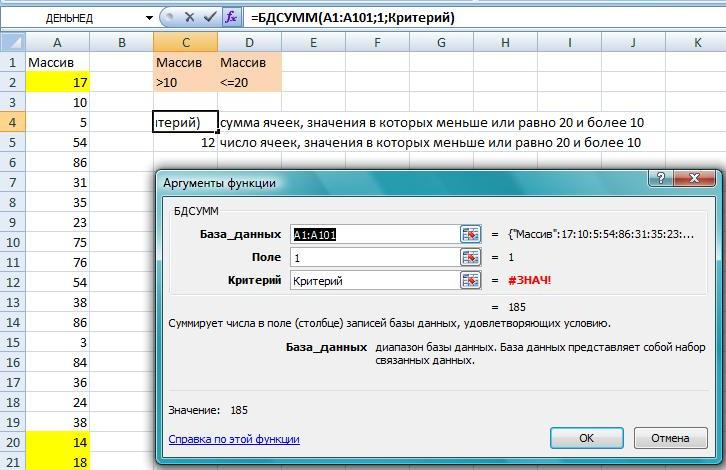 ДЕНЬНЕД fx =БДСУММ(A1:A101;1;Критерий)
A B C D E F G H I J K
1 Массив Массив Массив
2 17 >10 <=20
3 10
4 5 итерий) сумма ячеек, значения в которых меньше или равно 20 и более 10
5 54 12 число ячеек, значения в которых меньше или равно 20 и более 10
6 86
7 31
8 35
9 23
10 75
11 76
12 54
13 38
14 86
15 3
16 84
17 36
18 24
19 38
20 14
21 18
Аргументы функции ?
БДСУММ
База_данных A1:A101 = {"Массив":17:10:5:54:86:31:35:23:...
Поле 1 = 1
Критерий Критерий = #ЗНАЧ!
= 185
Суммирует числа в поле (столбце) записей базы данных, удовлетворяющих условию.
База_данных диапазон базы данных. База данных представляет собой набор
связанных данных.
Значение: 185
Справка по этой функции
ОК Отмена